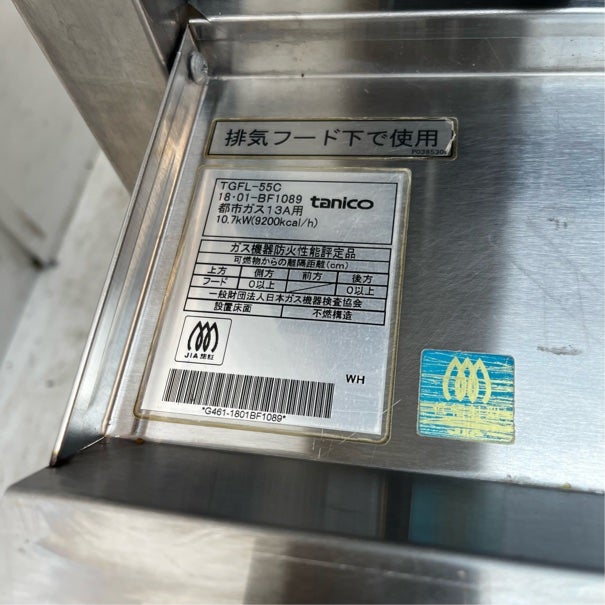 排気フード下で使用
TGFL-55C
18・01-BF1089
tanico
都市ガス13A用
10.7kW(9200kcal/h)
ガス機器防火性能評定品
可燃物からの離隔距離(cm)
上方 側方 前方 後方
フード 0以上 0以上
一般財団法人日本ガス機器検査協会
設置床面 不燃構造
JIA 認証
WH
*G461-1801BF1089*